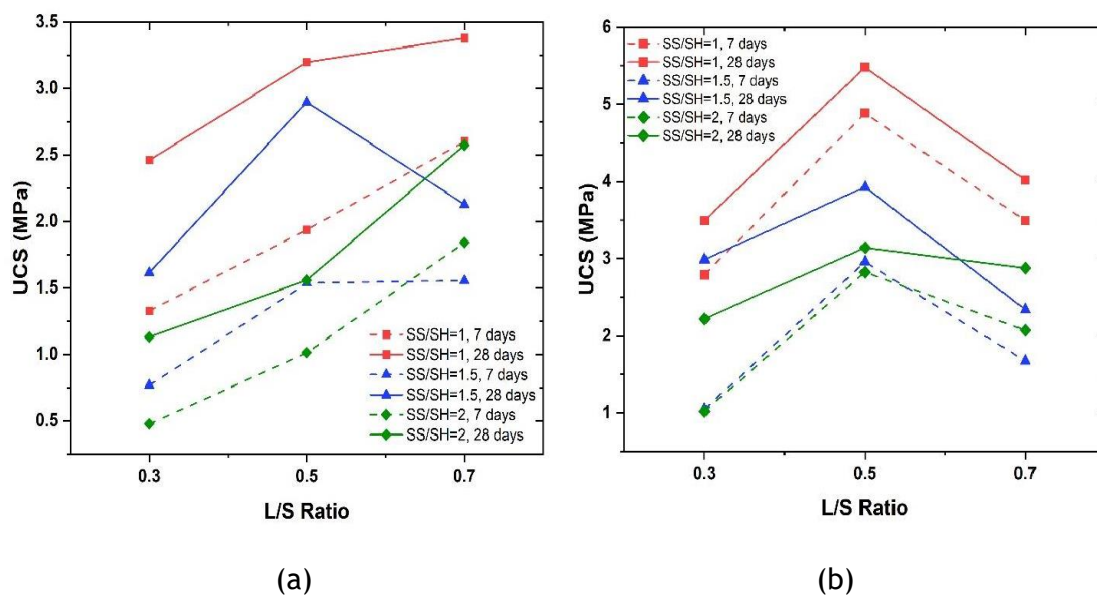 3.5
3.0
2.5
2.0
1.5
1.0
0.5
UCS (MPa)
SS/SH=1, 7 days
SS/SH=1, 28 days
SS/SH=1.5, 7 days
SS/SH=1.5, 28 days
SS/SH=2, 7 days
SS/SH=2, 28 days
0.3 0.5 0.7
L/S Ratio
(a)
6
5
4
3
2
1
UCS (MPa)
SS/SH=1, 7 days
SS/SH=1, 28 days
SS/SH=1.5, 7 days
SS/SH=1.5, 28 days
SS/SH=2, 7 days
SS/SH=2, 28 days
0.3 0.5 0.7
L/S Ratio
(b)